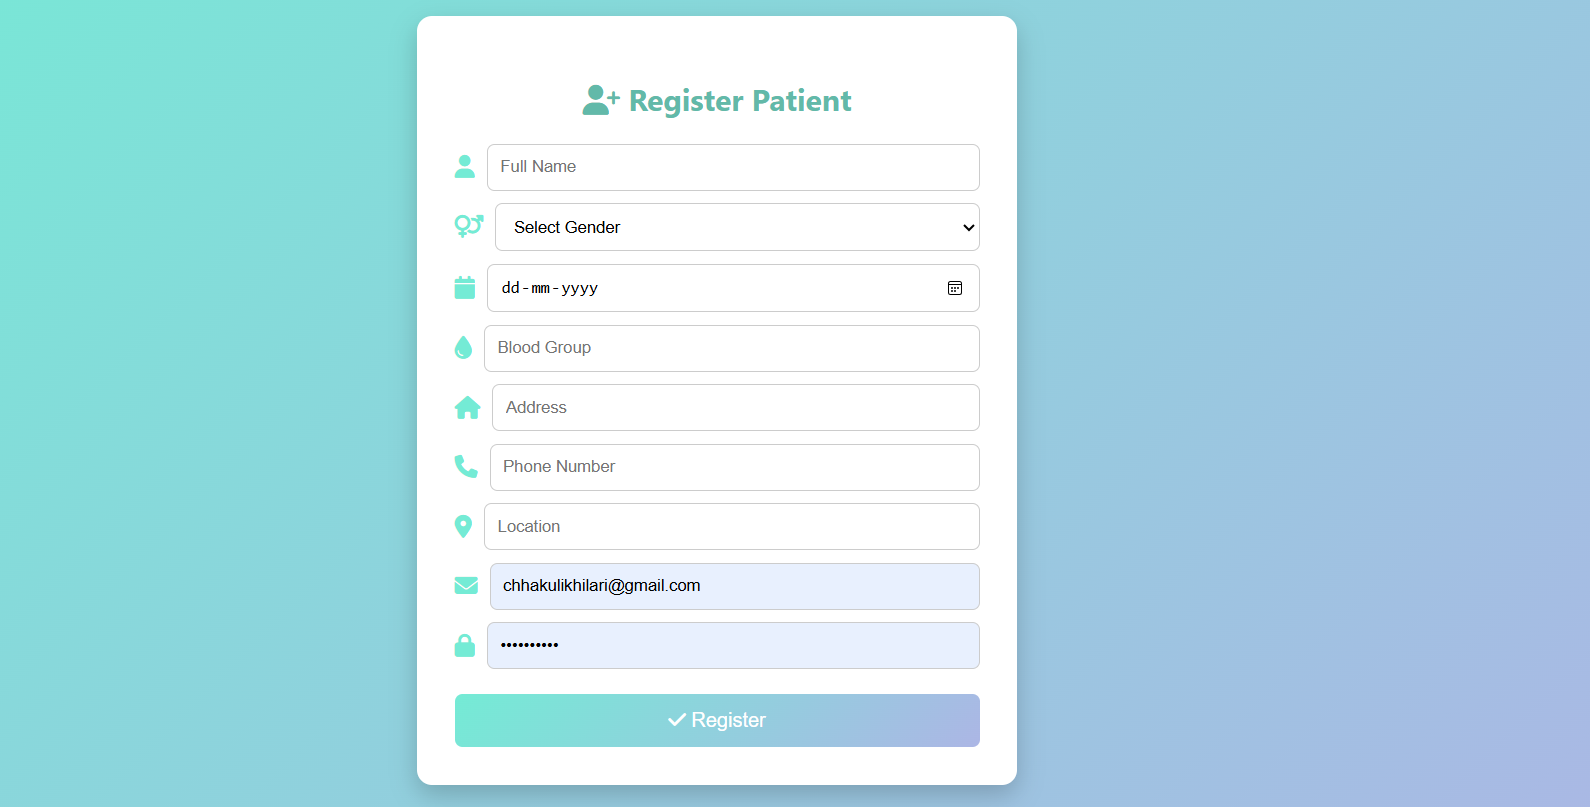 Register Patient
Full Name
Select Gender
dd-mm-yyyy
Blood Group
Address
Phone Number
Location
chhakulikhilari@gmail.com
••••••••••
Register